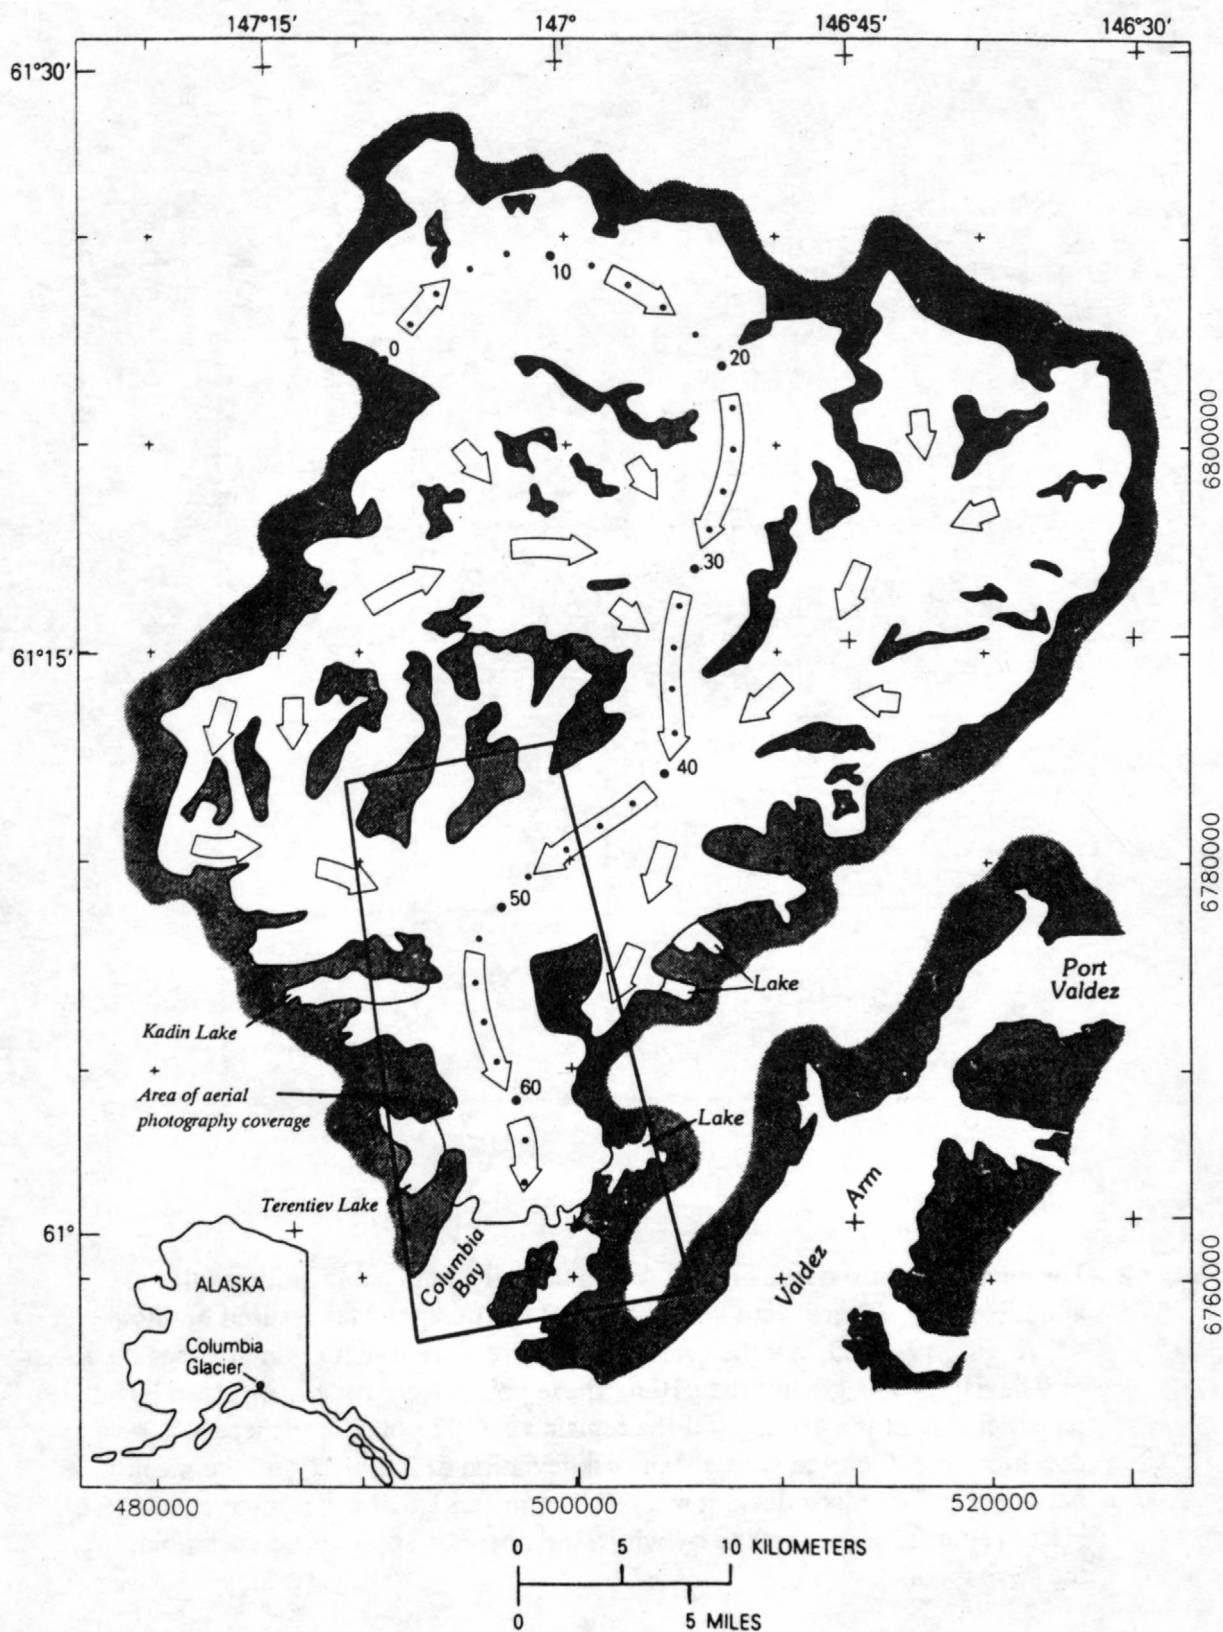 147°15′
147°
146°45′
146°30′
61°30′
10
0
20
6800000
30
61°15′
40
6780000
50
Port
Valdez
Lake
Kadin Lake
Area of aerial
photography coverage
60
Lake
Arm
Terentiev Lake
61°
Columbia
Bay
Valdez
6760000
ALASKA
Columbia
Glacier
480000
500000
520000
0 5 10 KILOMETERS
0 5 MILES